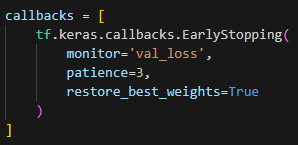 callbacks = [
    tf.keras.callbacks.EarlyStopping(
        monitor='val_loss',
        patience=3,
        restore_best_weights=True
    )
]